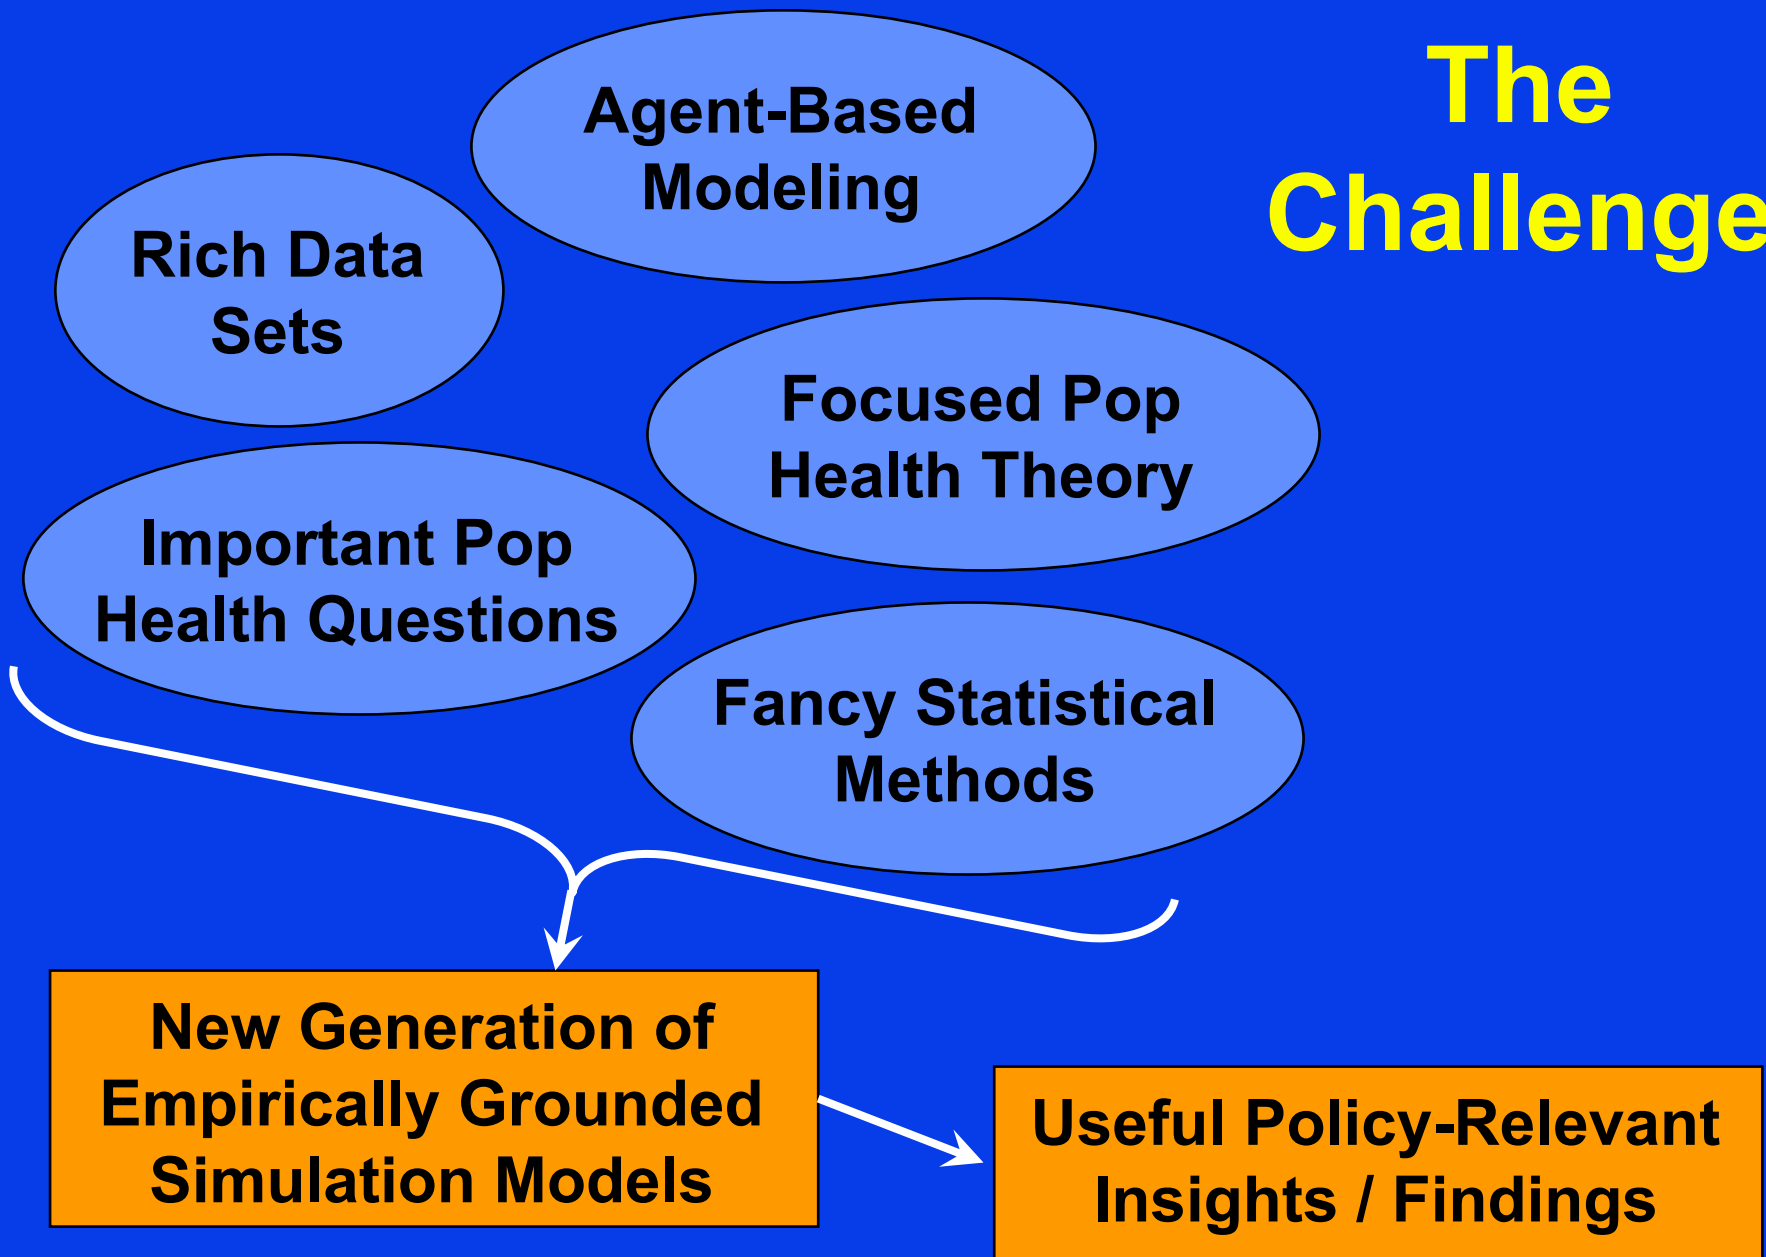 The
Challenge
Agent-Based
Modeling
Rich Data
Sets
Focused Pop
Health Theory
Important Pop
Health Questions
Fancy Statistical
Methods
New Generation of
Empirically Grounded
Simulation Models
Useful Policy-Relevant
Insights / Findings